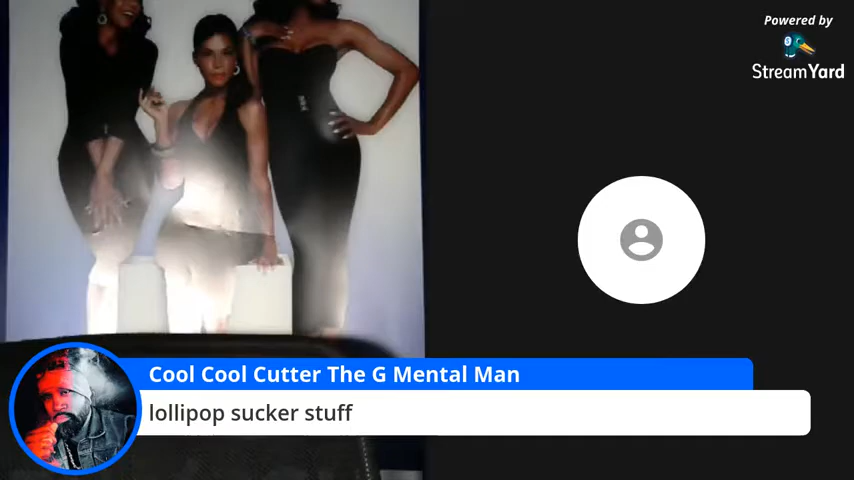 Powered by
StreamYard
Cool Cool Cutter The G Mental Man
lollipop sucker stuff